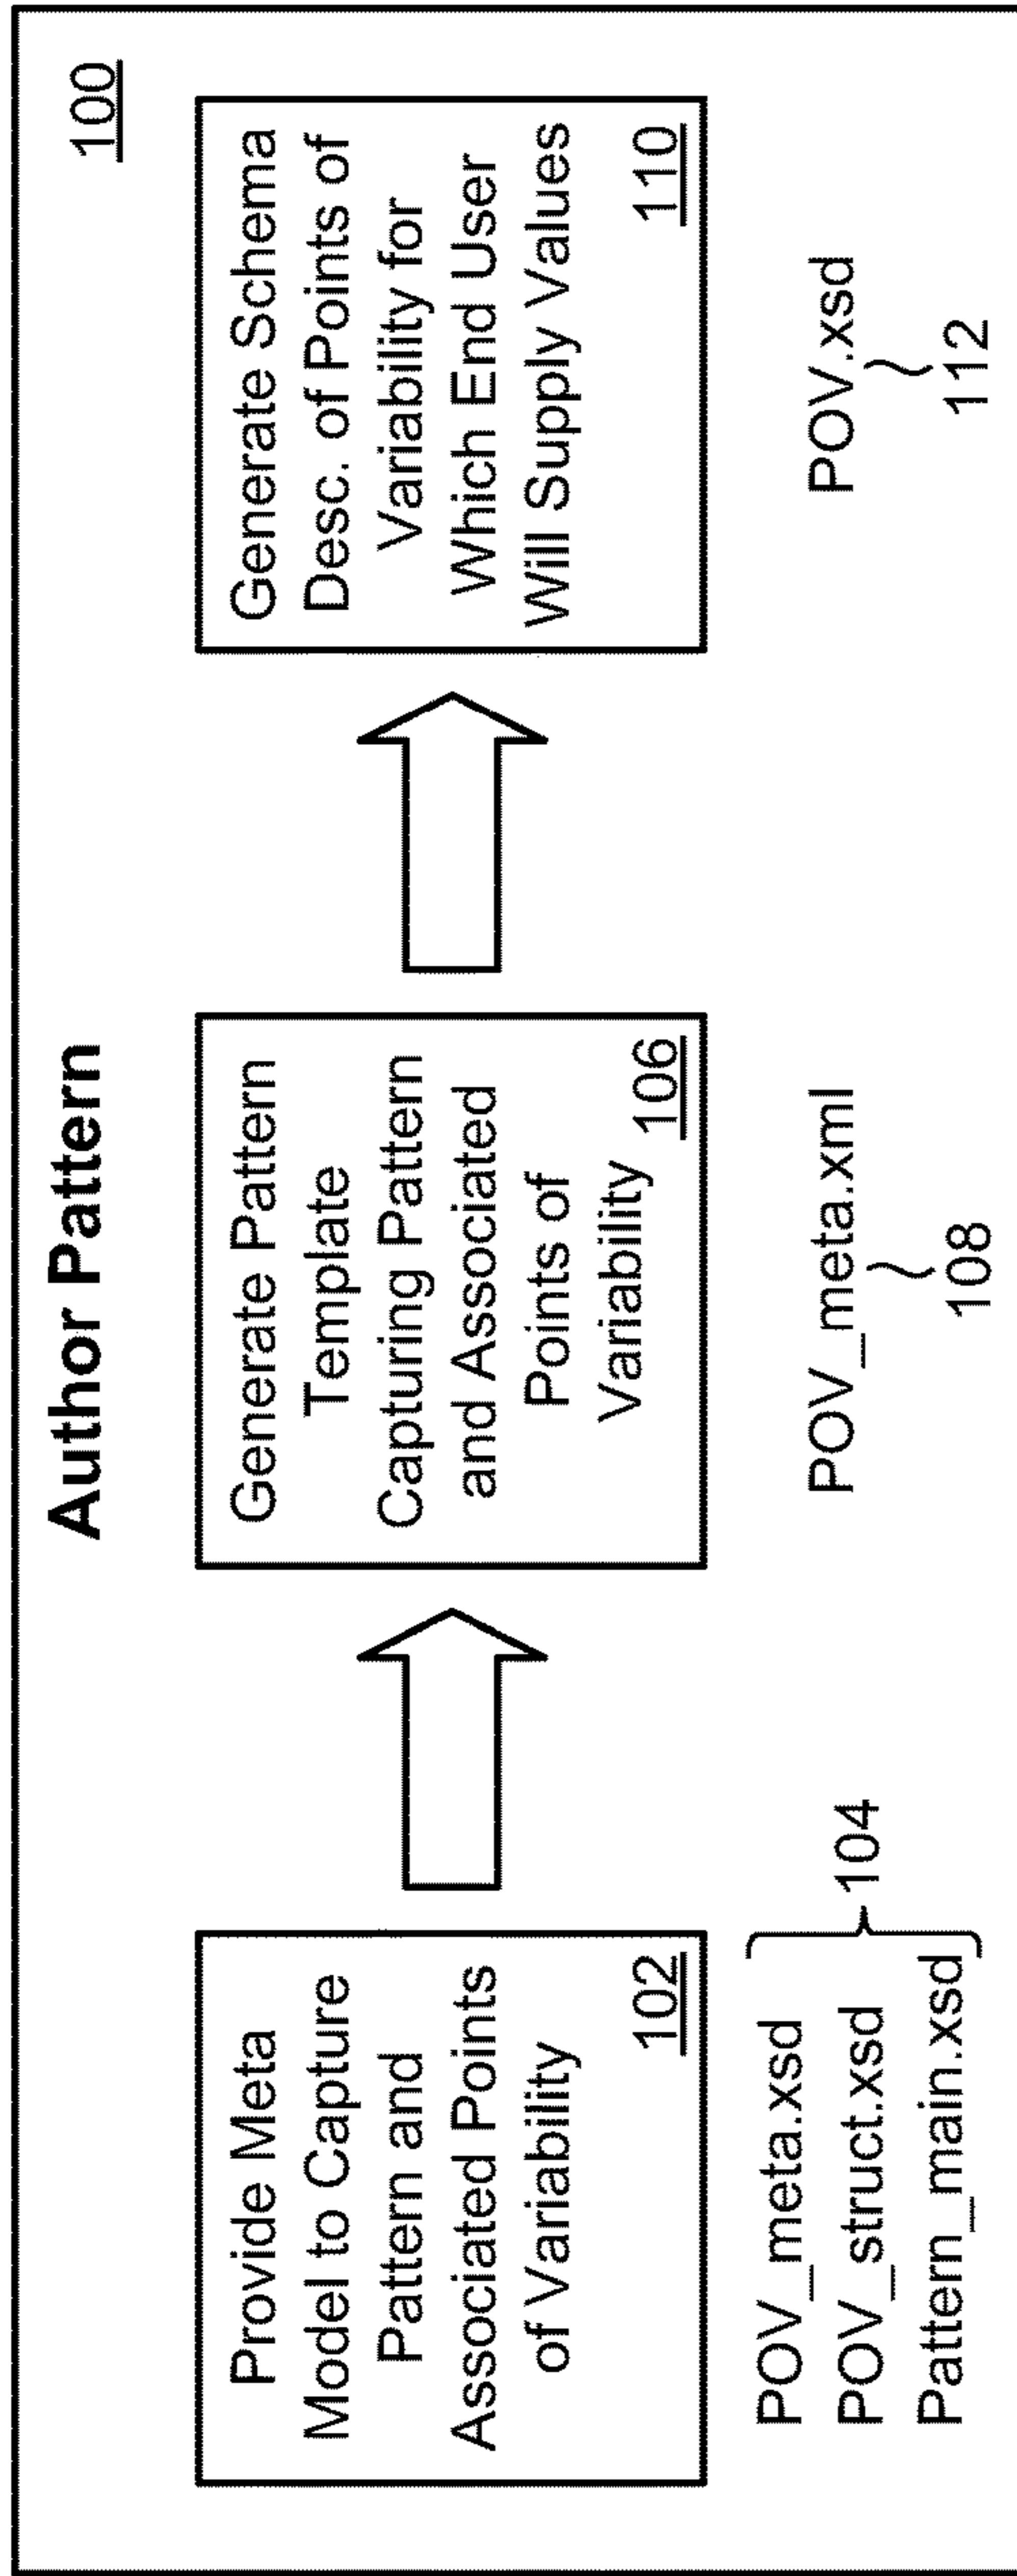 Author Pattern
100
Provide Meta
Model to Capture
Pattern and
Associated Points
of Variability
102
Generate Pattern
Template
Capturing Pattern
and Associated
Points of
Variability
106
Generate Schema
Desc. of Points of
Variability for
Which End User
Will Supply Values
110
POV_meta.xsd
POV_struct.xsd
Pattern_main.xsd
104
POV_meta.xml
108
POV.xsd
112